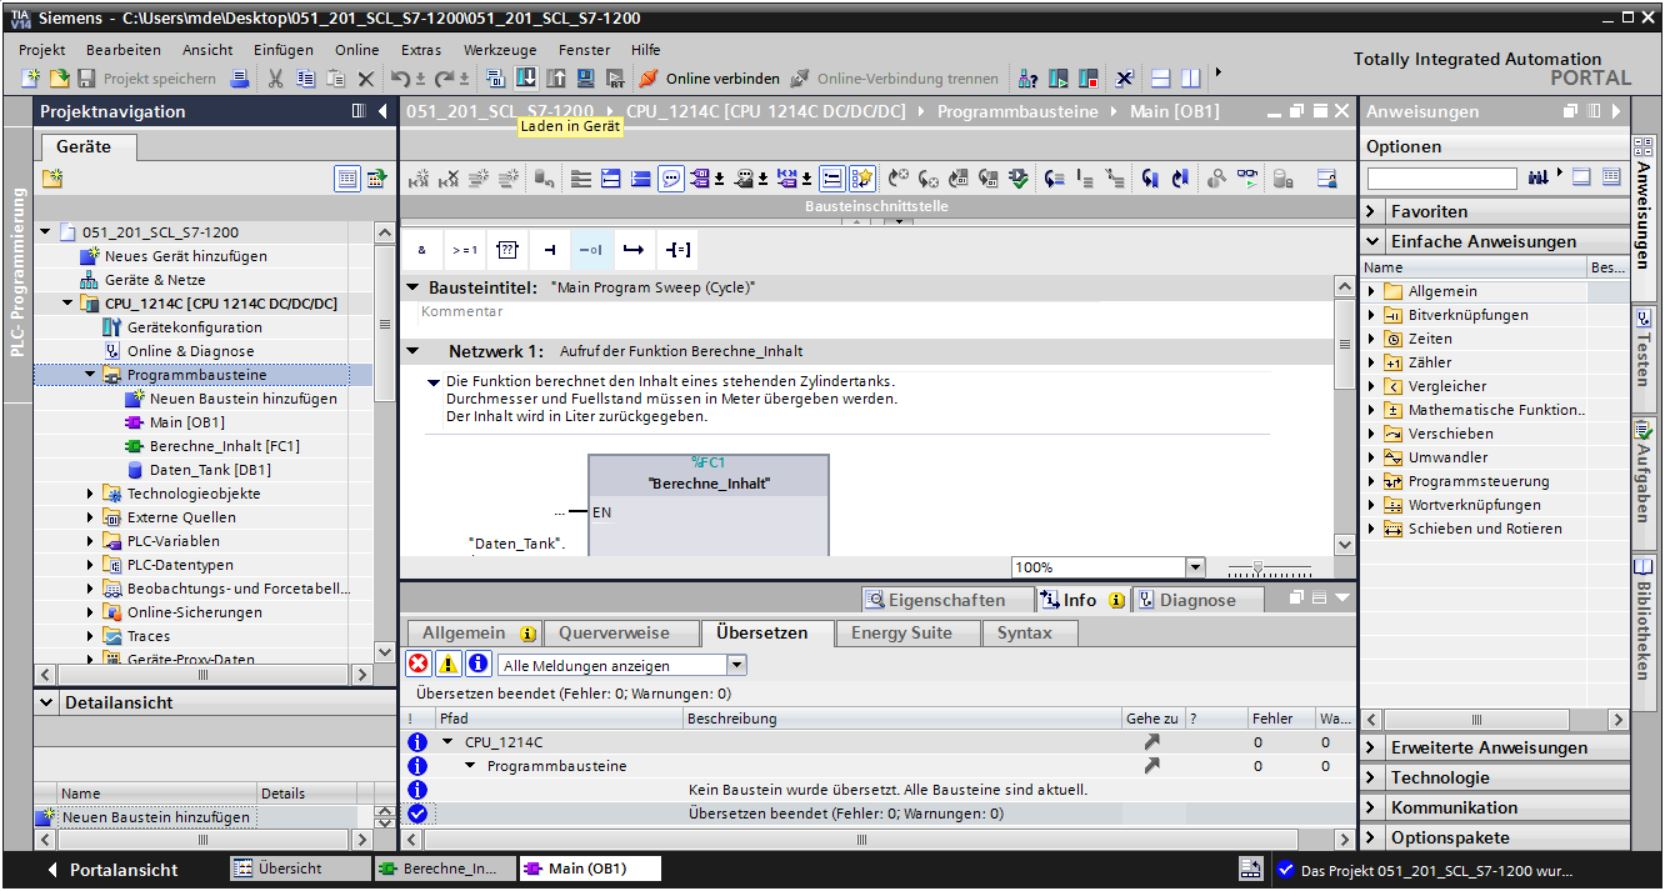 TIA V14 Siemens - C:\Users\mde\Desktop\051_201_SCL_S7-1200\051_201_SCL_S7-1200
Projekt Bearbeiten Ansicht Einfügen Online Extras Werkzeuge Fenster Hilfe
Totally Integrated Automation
PORTAL
Projekt speichern Online verbinden Online-Verbindung trennen
Projektnavigation
051_201_SCL_S7-1200 CPU_1214C [CPU 1214C DC/DC/DC] Programmbausteine Main [OB1]
Laden in Gerät
Geräte
PLC-Programmierung
051_201_SCL_S7-1200
Neues Gerät hinzufügen
Geräte & Netze
CPU_1214C [CPU 1214C DC/DC/DC]
Gerätekonfiguration
Online & Diagnose
Programmbausteine
Neuen Baustein hinzufügen
Main [OB1]
Berechne_Inhalt [FC1]
Daten_Tank [DB1]
Technologieobjekte
Externe Quellen
PLC-Variablen
PLC-Datentypen
Beobachtungs- und Forcetabell...
Online-Sicherungen
Traces
Geräte-Proxy-Daten
Detailansicht
Name Details
Neuen Baustein hinzufügen
Bausteinschnittstelle
& >=1 ??
Bausteintitel: "Main Program Sweep (Cycle)"
Kommentar
Netzwerk 1: Aufruf der Funktion Berechne_Inhalt
Die Funktion berechnet den Inhalt eines stehenden Zylindertanks.
Durchmesser und Fuellstand müssen in Meter übergeben werden.
Der Inhalt wird in Liter zurückgegeben.
%FC1
"Berechne_Inhalt"
... EN
"Daten_Tank".
100%
Eigenschaften Info Diagnose
Allgemein Querverweise Übersetzen Energy Suite Syntax
Alle Meldungen anzeigen
Übersetzen beendet (Fehler: 0; Warnungen: 0)
! Pfad Beschreibung Gehe zu ? Fehler Wa...
CPU_1214C 0 0
Programmbausteine 0 0
Kein Baustein wurde übersetzt. Alle Bausteine sind aktuell.
Übersetzen beendet (Fehler: 0; Warnungen: 0)
Anweisungen
Optionen
Favoriten
Einfache Anweisungen
Name Bes...
Allgemein
Bitverknüpfungen
Zeiten
Zähler
Vergleicher
Mathematische Funktion..
Verschieben
Umwandler
Programmsteuerung
Wortverknüpfungen
Schieben und Rotieren
Erweiterte Anweisungen
Technologie
Kommunikation
Optionspakete
Anweisungen
Testen
Aufgaben
Bibliotheken
Portalansicht Übersicht Berechne_In... Main (OB1) Das Projekt 051_201_SCL_S7-1200 wur...